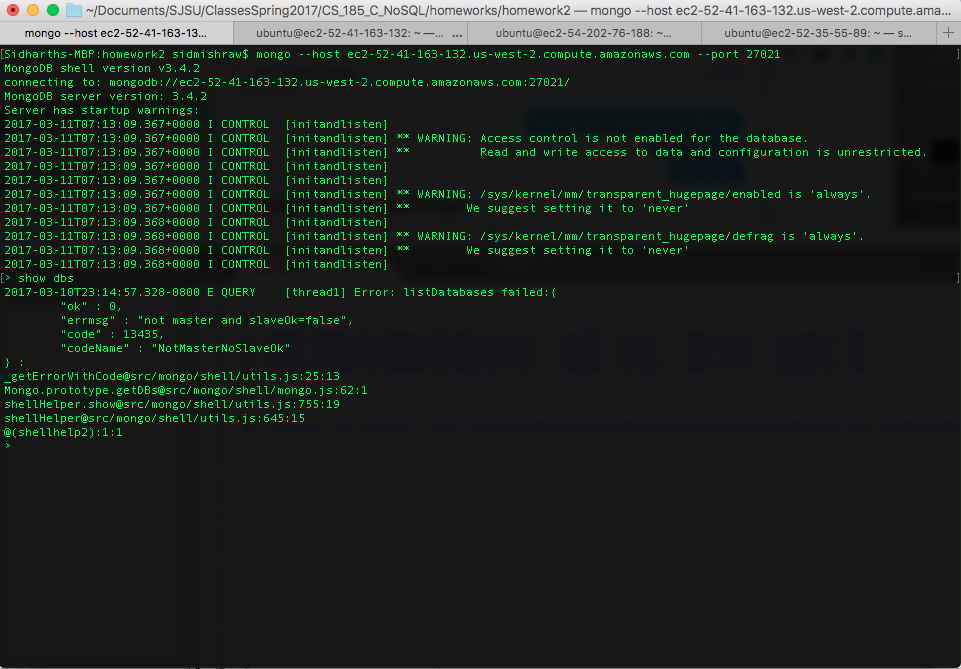 ~/Documents/SJSU/ClassesSpring2017/CS_185_C_NoSQL/homeworks/homework2 — mongo --host ec2-52-41-163-132.us-west-2.compute.ama...
mongo --host ec2-52-41-163-13... ubuntu@ec2-52-41-163-132: ~ —... ... ubuntu@ec2-54-202-76-188: ~... ubuntu@ec2-52-35-55-89: ~ — s... +
[Sidharths-MBP:homework2 sidmishraw$ mongo --host ec2-52-41-163-132.us-west-2.compute.amazonaws.com --port 27021 ]
MongoDB shell version v3.4.2
connecting to: mongodb://ec2-52-41-163-132.us-west-2.compute.amazonaws.com:27021/
MongoDB server version: 3.4.2
Server has startup warnings:
2017-03-11T07:13:09.367+0000 I CONTROL  [initandlisten]
2017-03-11T07:13:09.367+0000 I CONTROL  [initandlisten] ** WARNING: Access control is not enabled for the database.
2017-03-11T07:13:09.367+0000 I CONTROL  [initandlisten] **          Read and write access to data and configuration is unrestricted.
2017-03-11T07:13:09.367+0000 I CONTROL  [initandlisten]
2017-03-11T07:13:09.367+0000 I CONTROL  [initandlisten]
2017-03-11T07:13:09.367+0000 I CONTROL  [initandlisten] ** WARNING: /sys/kernel/mm/transparent_hugepage/enabled is 'always'.
2017-03-11T07:13:09.367+0000 I CONTROL  [initandlisten] **        We suggest setting it to 'never'
2017-03-11T07:13:09.368+0000 I CONTROL  [initandlisten]
2017-03-11T07:13:09.368+0000 I CONTROL  [initandlisten] ** WARNING: /sys/kernel/mm/transparent_hugepage/defrag is 'always'.
2017-03-11T07:13:09.368+0000 I CONTROL  [initandlisten] **        We suggest setting it to 'never'
2017-03-11T07:13:09.368+0000 I CONTROL  [initandlisten]
[> show dbs ]
2017-03-10T23:14:57.328-0800 E QUERY    [thread1] Error: listDatabases failed:{
"ok" : 0,
"errmsg" : "not master and slaveOk=false",
"code" : 13435,
"codeName" : "NotMasterNoSlaveOk"
} :
_getErrorWithCode@src/mongo/shell/utils.js:25:13
Mongo.prototype.getDBs@src/mongo/shell/mongo.js:62:1
shellHelper.show@src/mongo/shell/utils.js:755:19
shellHelper@src/mongo/shell/utils.js:645:15
@(shellhelp2):1:1
>